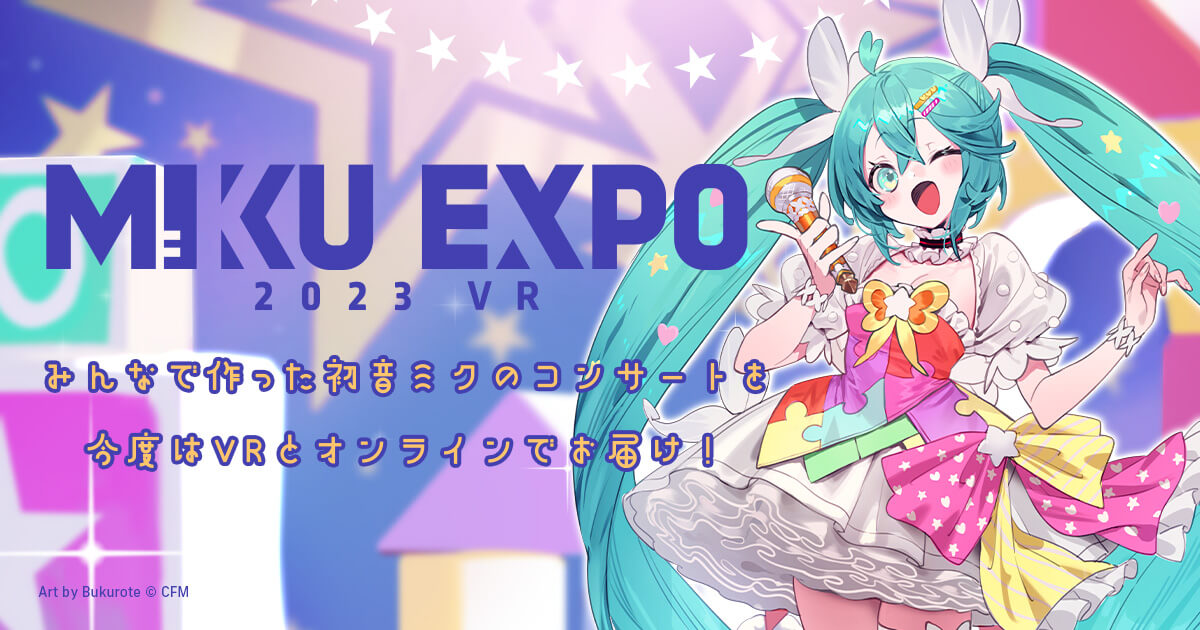 MIKU EXPO
2023 VR
みんなで作った初音ミクのコンサートを
今度はVRとオンラインでお届け!
Art by Bukurote © CFM